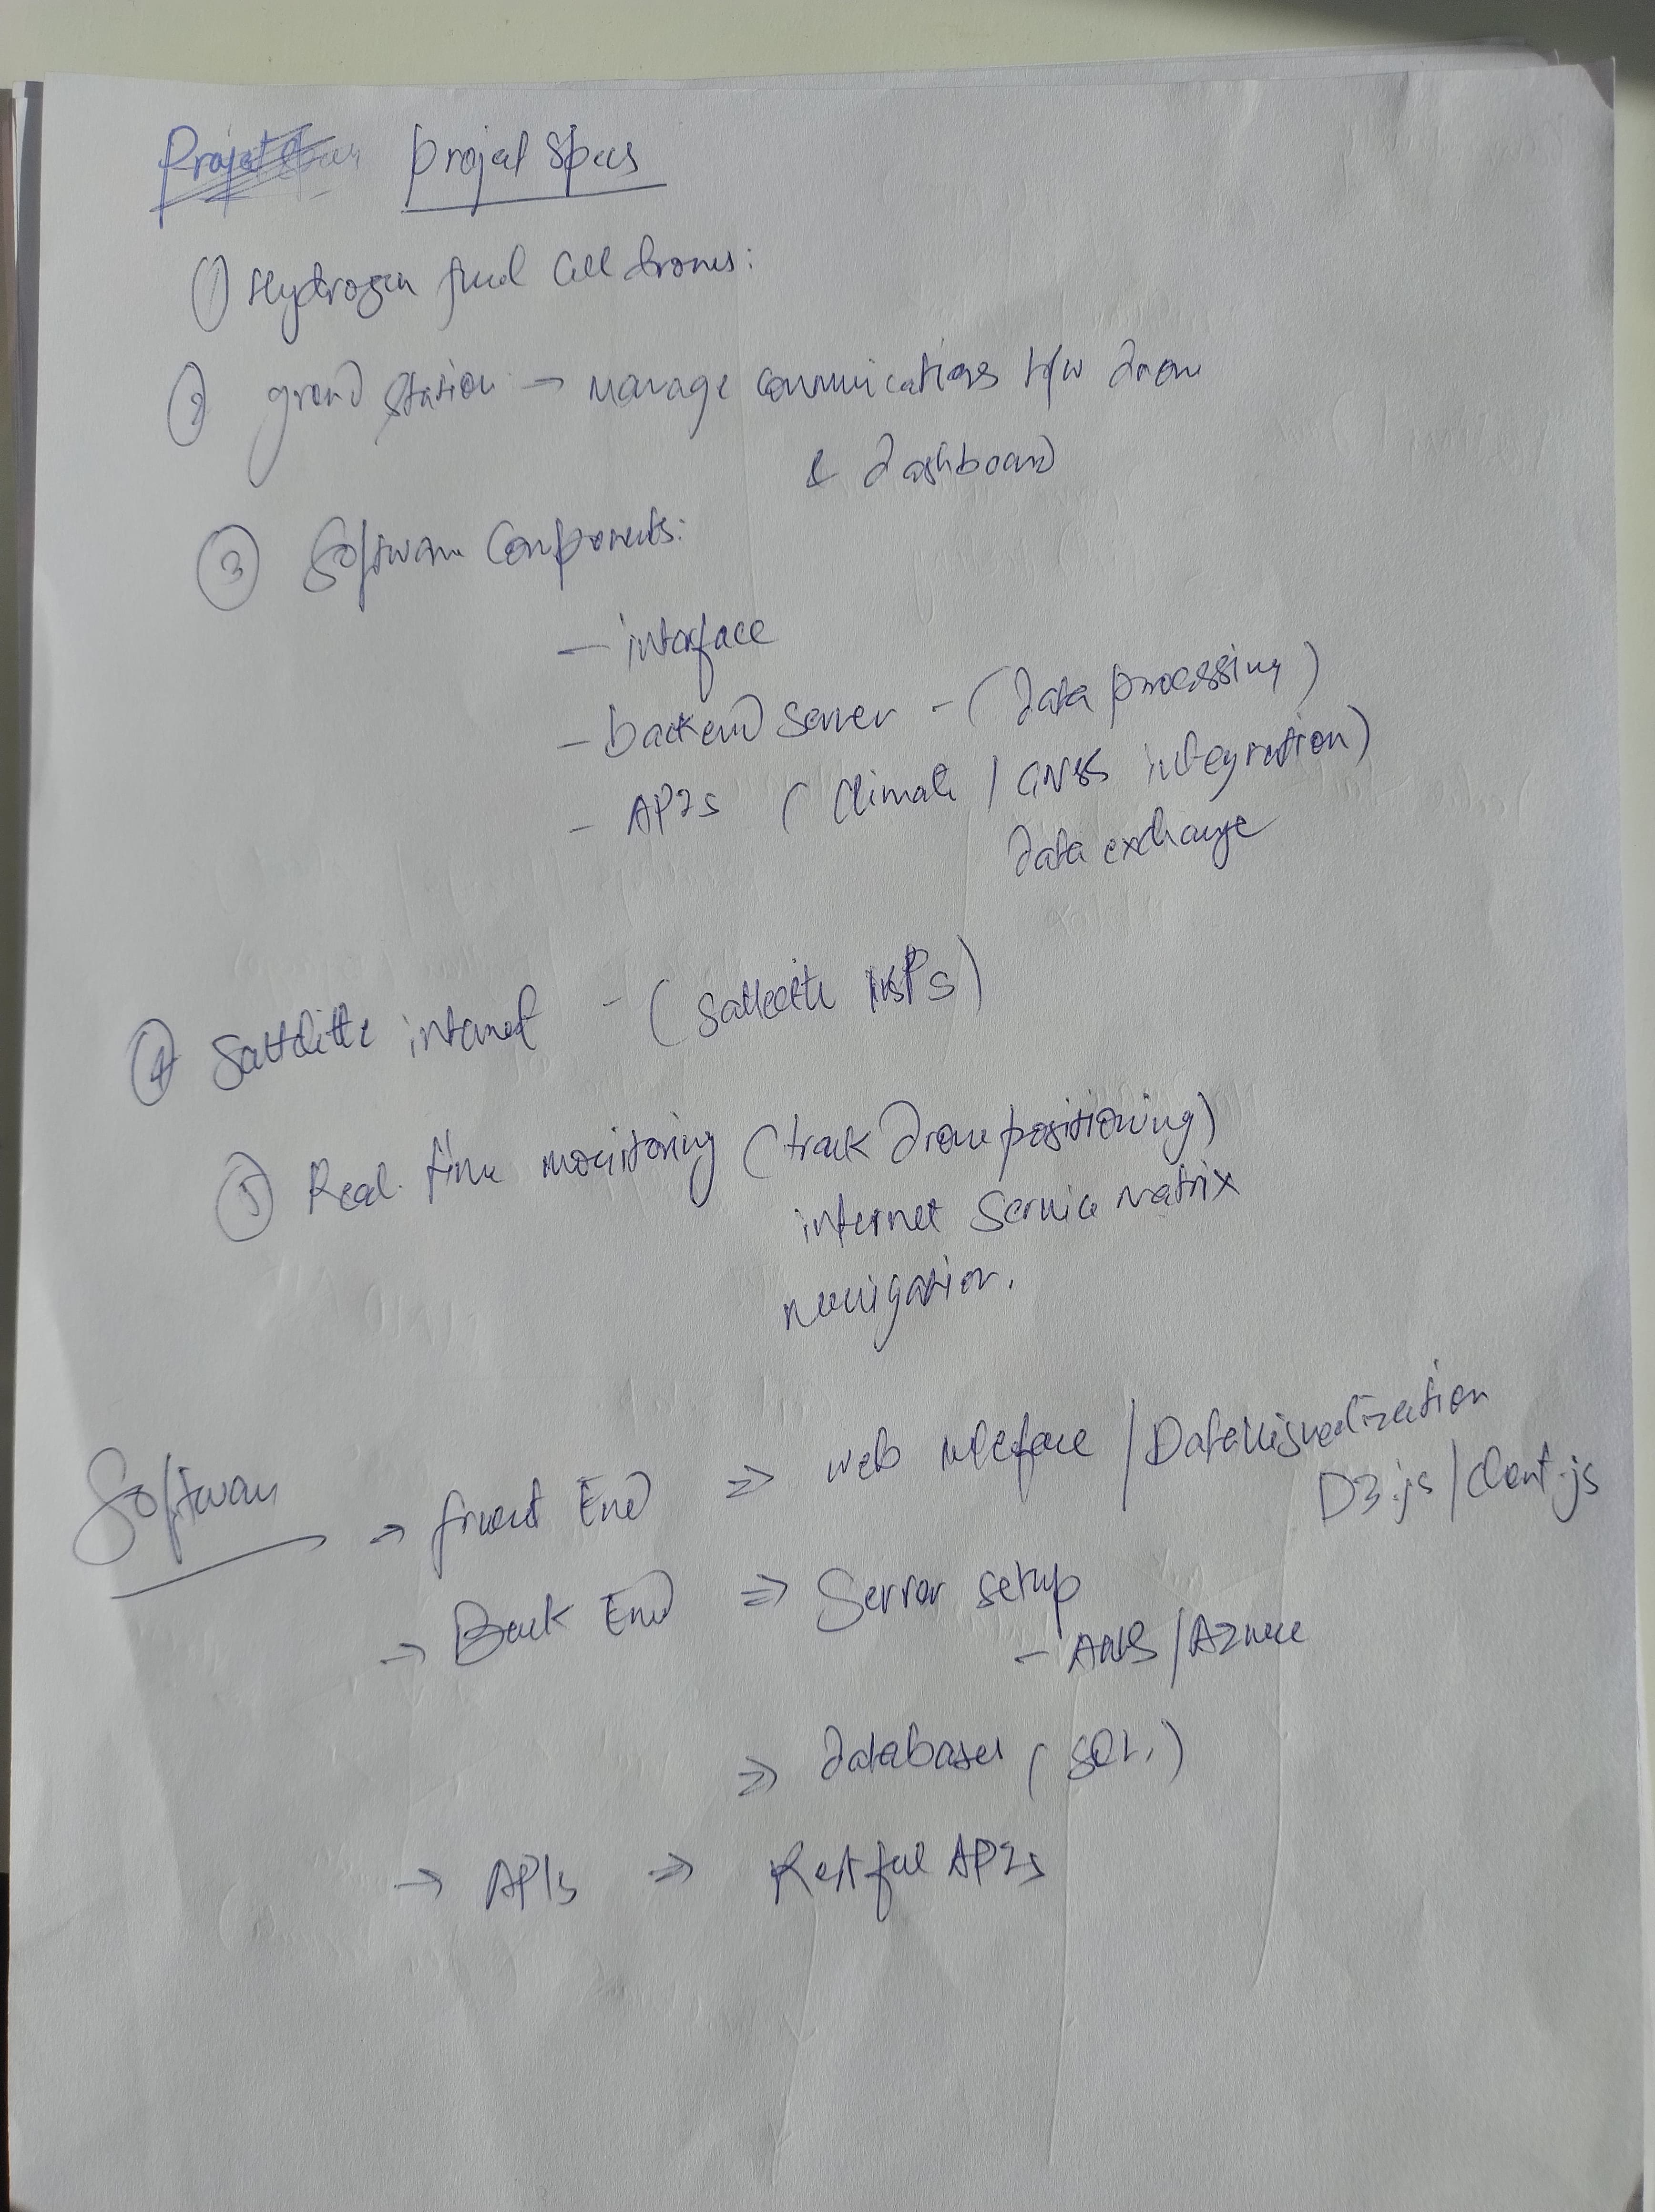 Project Specs
① Hydrogen fuel Cell drones:
② ground station → manage communications b/w drone
& dashboard
③ Software Components:
- interface
- backend server - (data processing)
- APIs ( Climate / GNSS integration)
data exchange
④ Sattelitte internet - ( Sattelite ISPs)
⑤ Real time monitoring (track drone positioning)
internet Service matrix
navigation.
Software → front End ⇒ web interface / Data Visualization
D3.js / Chart.js
→ Back End ⇒ Server setup
- AWS / Azure
⇒ databases ( SQL, )
→ APIs ⇒ Restful APIs